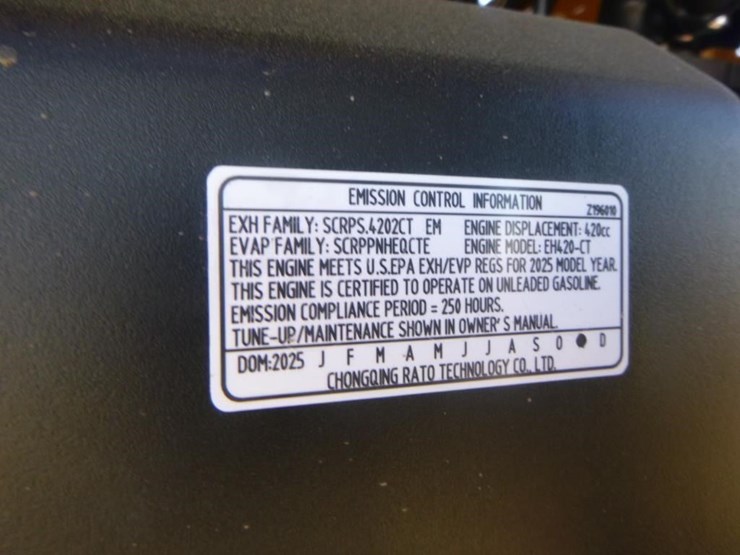 EMISSION CONTROL INFORMATION
Z196010
EXH FAMILY: SCRPS.4202CT EM ENGINE DISPLACEMENT: 420cc
EVAP FAMILY: SCRPPNHEQCTE ENGINE MODEL: EH420-CT
THIS ENGINE MEETS U.S.EPA EXH/EVP REGS FOR 2025 MODEL YEAR.
THIS ENGINE IS CERTIFIED TO OPERATE ON UNLEADED GASOLINE.
EMISSION COMPLIANCE PERIOD = 250 HOURS.
TUNE-UP/MAINTENANCE SHOWN IN OWNER'S MANUAL.
DOM:2025 J F M A M J J A S O ● D
CHONGQING RATO TECHNOLOGY CO., LTD.